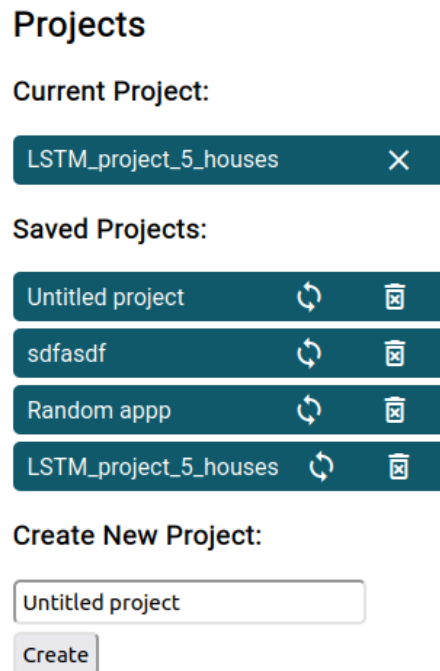 Projects
Current Project:
LSTM_project_5_houses
Saved Projects:
Untitled project
sdfasdf
Random appp
LSTM_project_5_houses
Create New Project:
Untitled project
Create